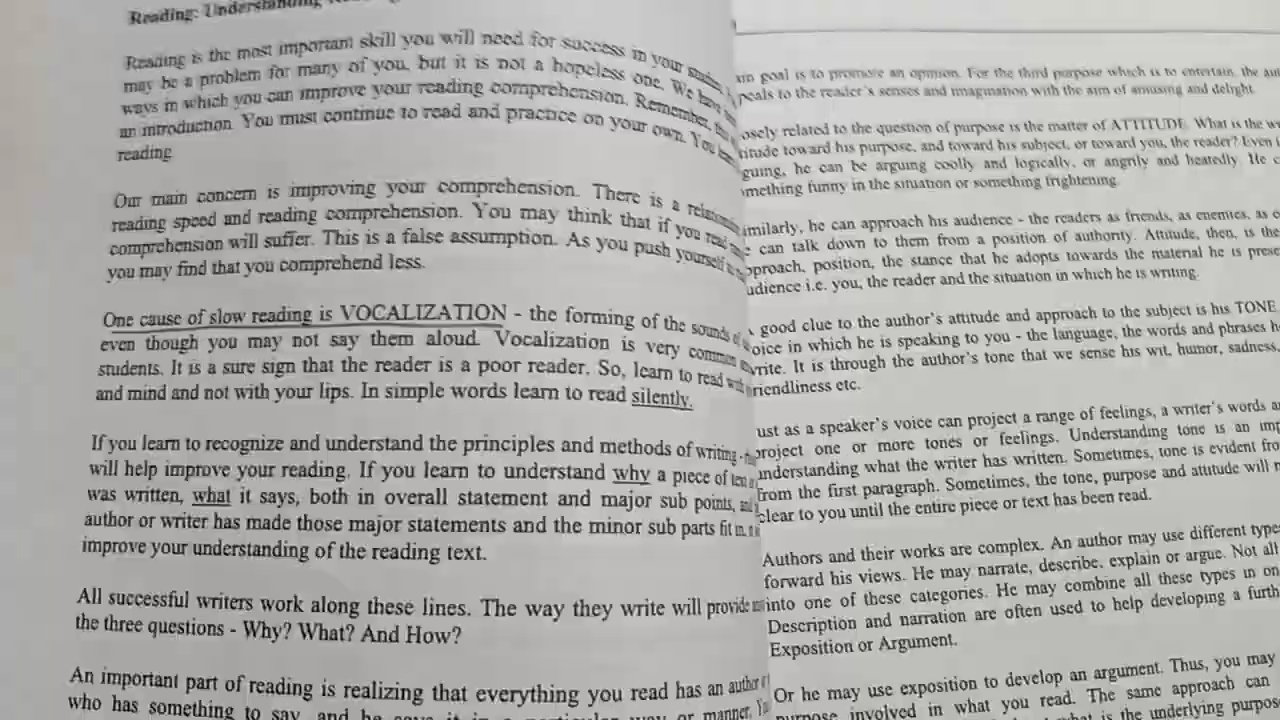 Reading: Understanding
Reading is the most important skill you will need for success in your
may be a problem for many of you, but it is not a hopeless one. We have
ways in which you can improve your reading comprehension. Remember,
an introduction. You must continue to read and practice on your own. You
reading
Our main concern is improving your comprehension. There is a
reading speed and reading comprehension. You may think that if you read
comprehension will suffer. This is a false assumption. As you push yourself
you may find that you comprehend less.
One cause of slow reading is VOCALIZATION - the forming of the sounds
even though you may not say them aloud. Vocalization is very common
students. It is a sure sign that the reader is a poor reader. So, learn to read
and mind and not with your lips. In simple words learn to read silently.
If you learn to recognize and understand the principles and methods of writing -
will help improve your reading. If you learn to understand why a piece of
was written, what it says, both in overall statement and major sub points,
author or writer has made those major statements and the minor sub parts fit in,
improve your understanding of the reading text.
All successful writers work along these lines. The way they write will provide
the three questions - Why? What? And How?
An important part of reading is realizing that everything you read has an author
who has something to say, and he says it in a particular way or manner.
goal is to promote an opinion. For the third purpose which is to entertain, the
to the reader's senses and imagination with the aim of amusing and delight.
related to the question of purpose is the matter of ATTITUDE. What is the
toward his purpose, and toward his subject, or toward you, the reader? Even
he can be arguing coolly and logically, or angrily and heatedly. He
funny in the situation or something frightening.
he can approach his audience - the readers as friends, as enemies, as
can talk down to them from a position of authority. Attitude, then, is the
position, the stance that he adopts towards the material he is
i.e. you, the reader and the situation in which he is writing.
good clue to the author's attitude and approach to the subject is his TONE
in which he is speaking to you - the language, the words and phrases
It is through the author's tone that we sense his wit, humor, sadness,
etc.
as a speaker's voice can project a range of feelings, a writer's words
project one or more tones or feelings. Understanding tone is an
understanding what the writer has written. Sometimes, tone is evident
from the first paragraph. Sometimes, the tone, purpose and attitude will
clear to you until the entire piece or text has been read.
Authors and their works are complex. An author may use different
forward his views. He may narrate, describe, explain or argue. Not all
into one of these categories. He may combine all these types in
Description and narration are often used to help developing a
Exposition or Argument.
Or he may use exposition to develop an argument. Thus, you may
purpose involved in what you read. The same approach can
what is the underlying